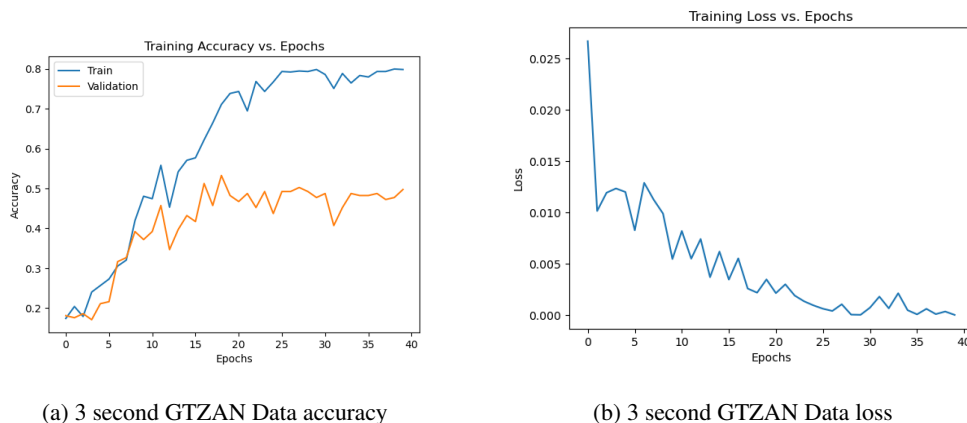 Training Accuracy vs. Epochs
Train
Validation
Accuracy
0.8
0.7
0.6
0.5
0.4
0.3
0.2
0 5 10 15 20 25 30 35 40
Epochs
(a) 3 second GTZAN Data accuracy
Training Loss vs. Epochs
Loss
0.025
0.020
0.015
0.010
0.005
0.000
0 5 10 15 20 25 30 35 40
Epochs
(b) 3 second GTZAN Data loss